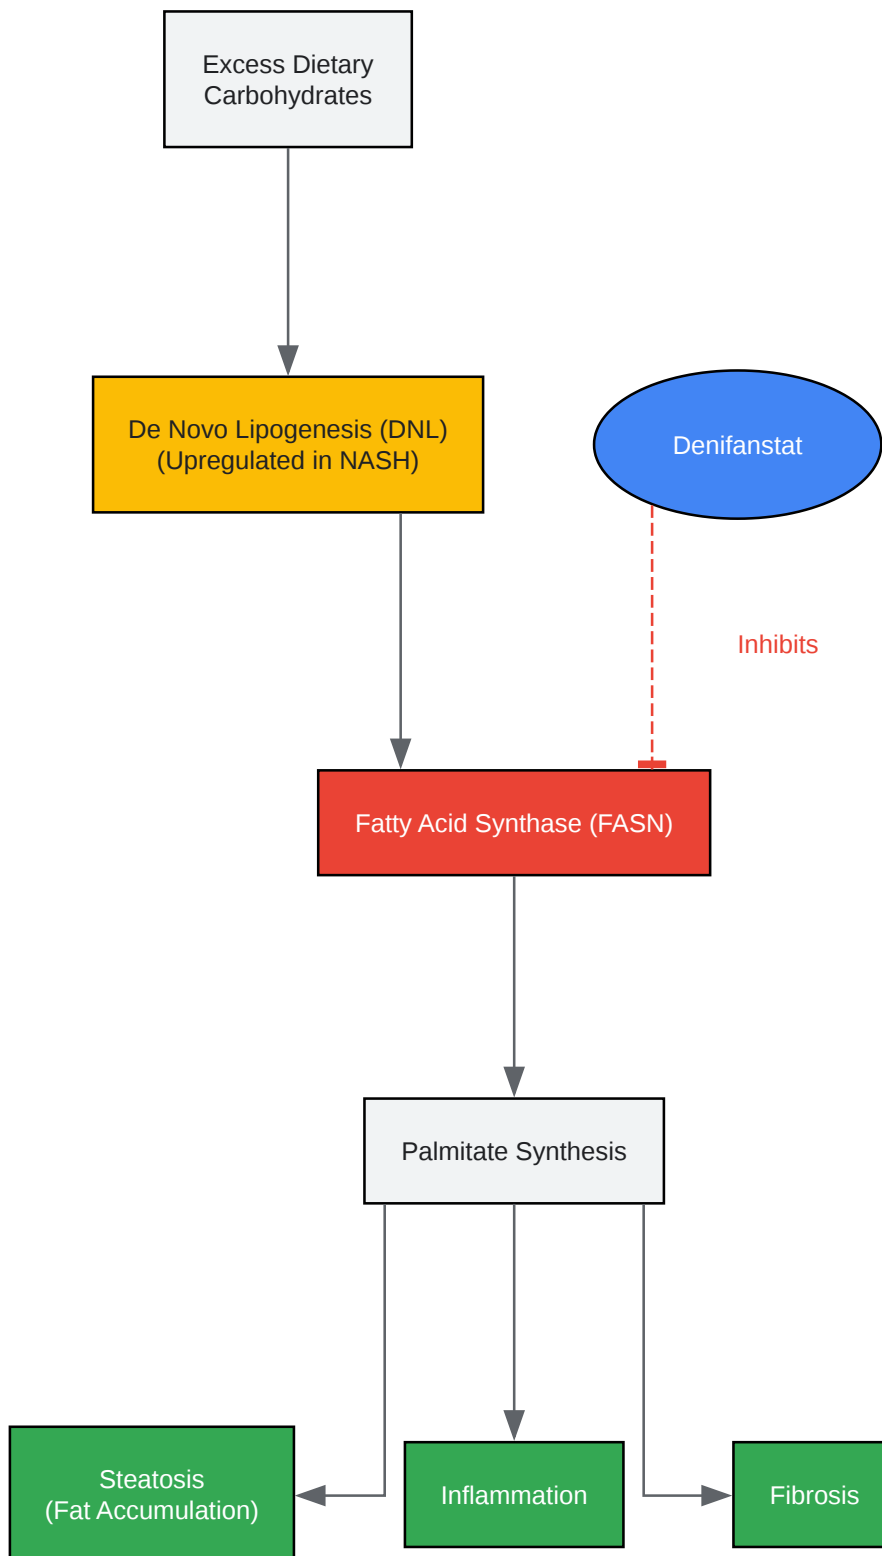 Excess Dietary
Carbohydrates
De Novo Lipogenesis (DNL)
(Upregulated in NASH)
Denifanstat
Inhibits
Fatty Acid Synthase (FASN)
Palmitate Synthesis
Steatosis
(Fat Accumulation)
Inflammation
Fibrosis